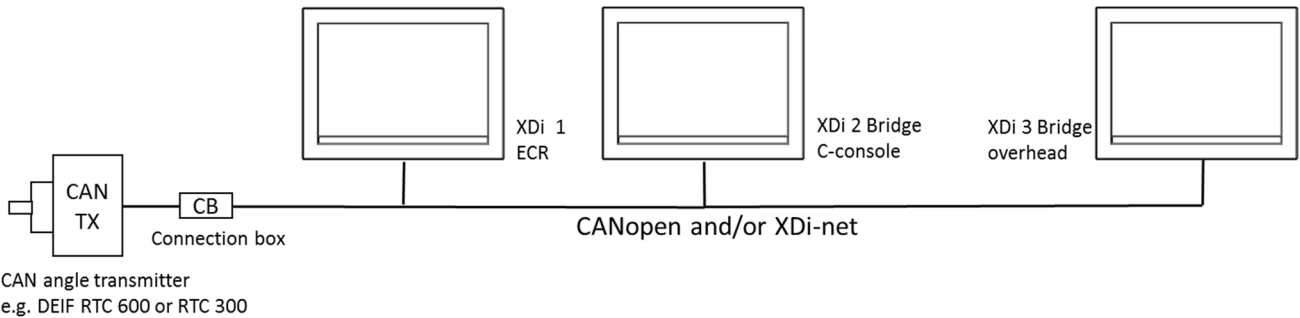 XDi 1
ECR
XDi 2 Bridge
C-console
XDi 3 Bridge
overhead
CAN
TX
CB
Connection box
CANopen and/or XDi-net
CAN angle transmitter
e.g. DEIF RTC 600 or RTC 300